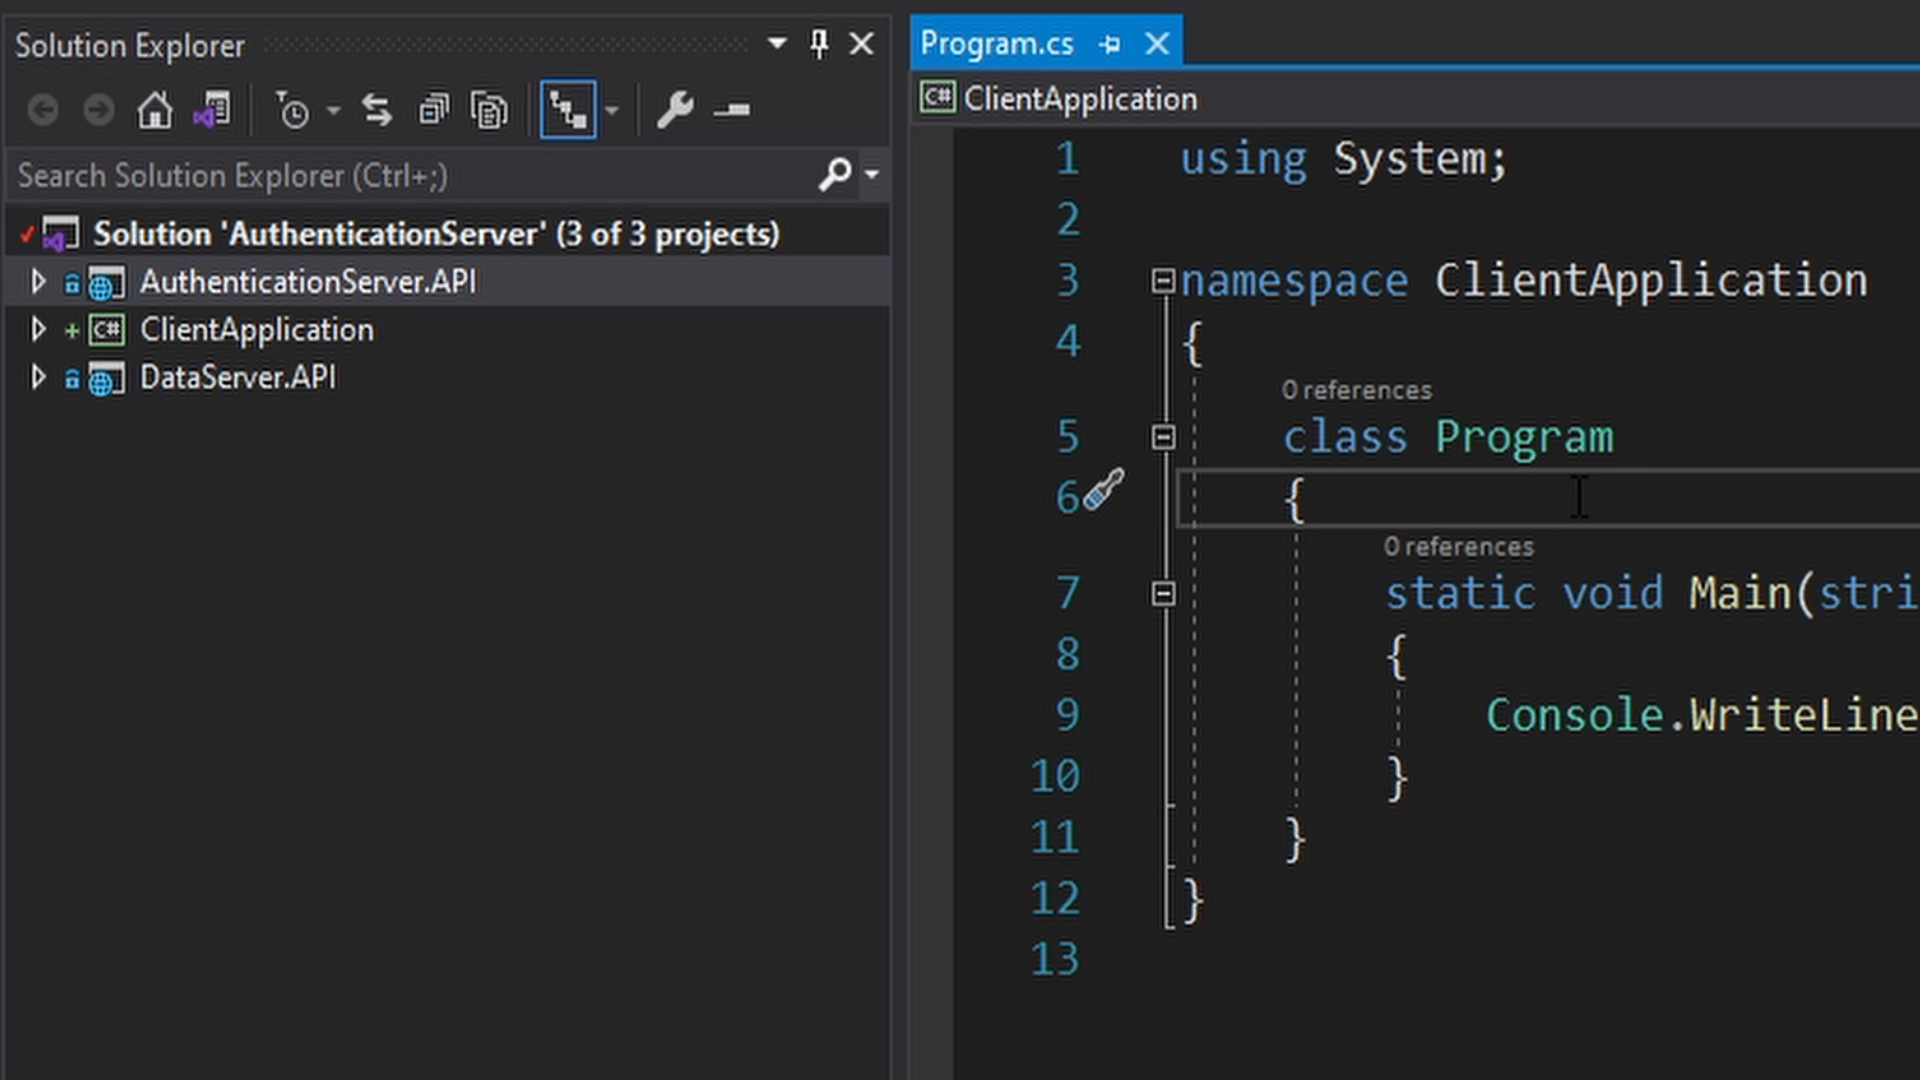 Solution Explorer
Search Solution Explorer (Ctrl+;)
Solution 'AuthenticationServer' (3 of 3 projects)
AuthenticationServer.API
C# ClientApplication
DataServer.API
Program.cs
C# ClientApplication
1 using System;
2
3 namespace ClientApplication
4 {
0 references
5 class Program
6 {
0 references
7 static void Main(stri
8 {
9 Console.WriteLine
10 }
11 }
12 }
13